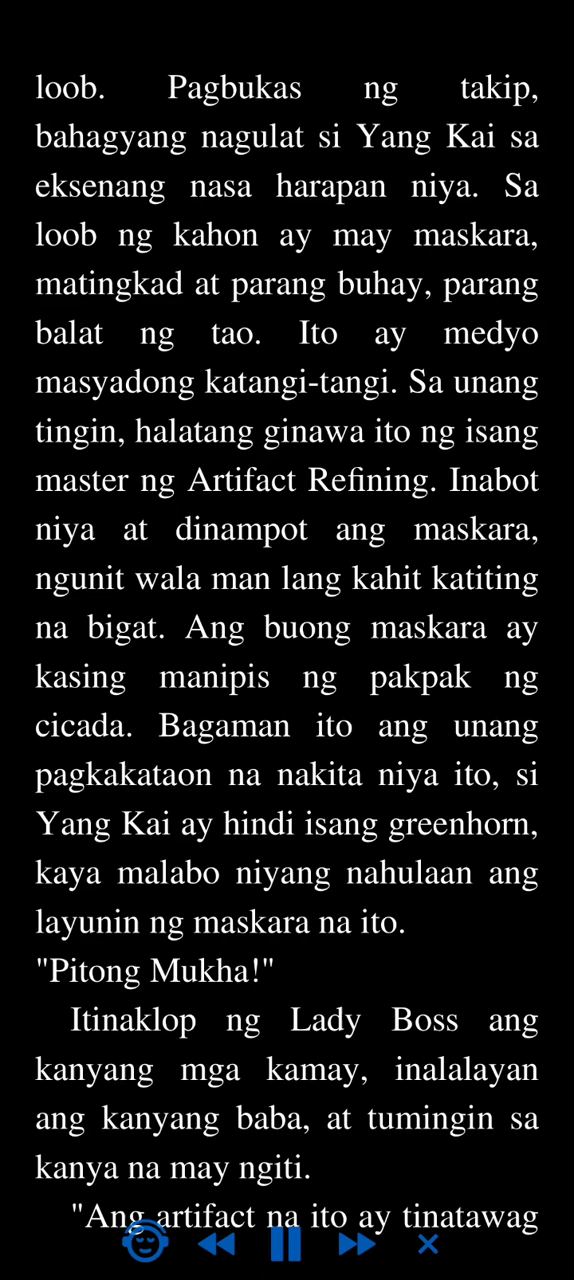 loob. Pagbukas ng takip,
bahagyang nagulat si Yang Kai sa
eksenang nasa harapan niya. Sa
loob ng kahon ay may maskara,
matingkad at parang buhay, parang
balat ng tao. Ito ay medyo
masyadong katangi-tangi. Sa unang
tingin, halatang ginawa ito ng isang
master ng Artifact Refining. Inabot
niya at dinampot ang maskara,
ngunit wala man lang kahit katiting
na bigat. Ang buong maskara ay
kasing manipis ng pakpak ng
cicada. Bagaman ito ang unang
pagkakataon na nakita niya ito, si
Yang Kai ay hindi isang greenhorn,
kaya malabo niyang nahulaan ang
layunin ng maskara na ito.
"Pitong Mukha!"
Itinaklop ng Lady Boss ang
kanyang mga kamay, inalalayan
ang kanyang baba, at tumingin sa
kanya na may ngiti.
"Ang artifact na ito ay tinatawag